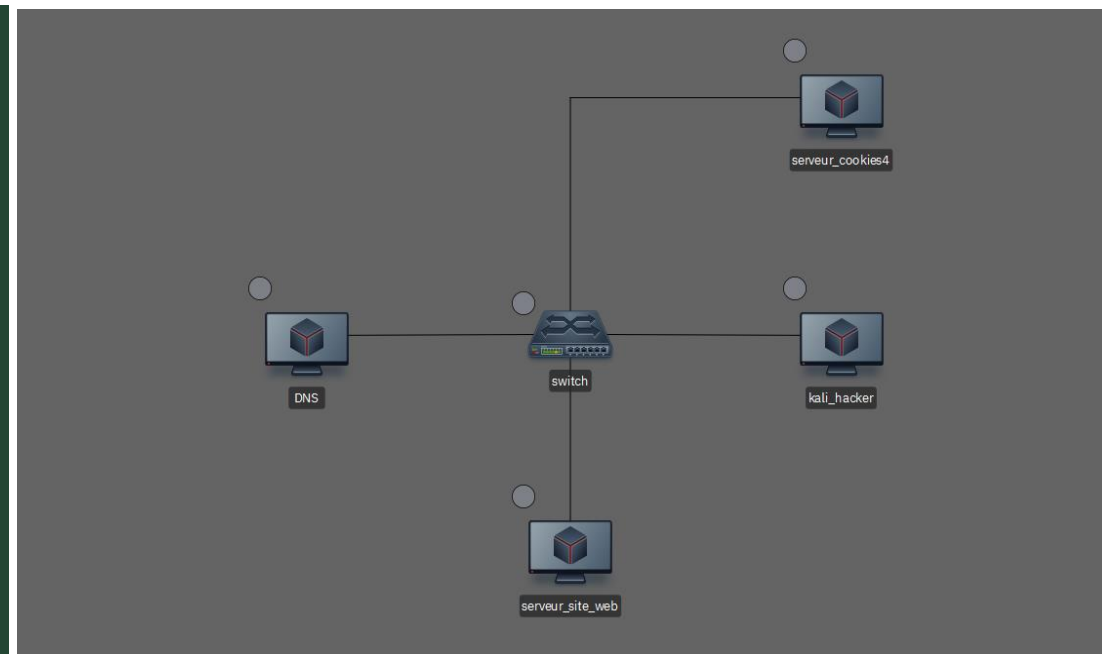 serveur_cookies4
DNS
switch
kali_hacker
serveur_site_web